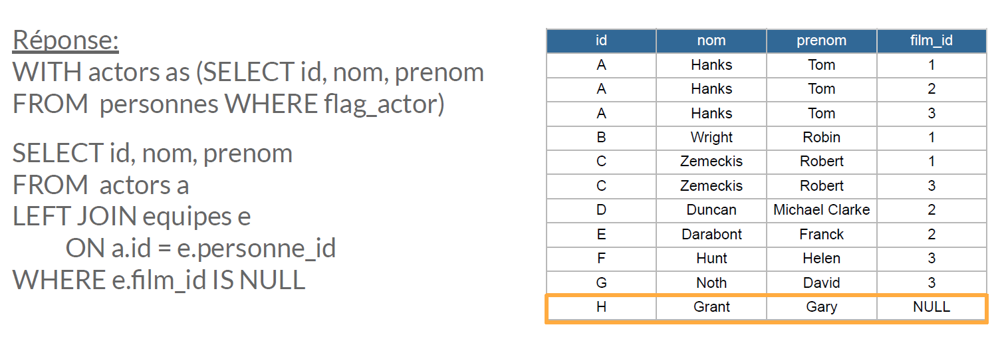 Réponse:
WITH actors as (SELECT id, nom, prenom
FROM personnes WHERE flag_actor)
SELECT id, nom, prenom
FROM actors a
LEFT JOIN equipes e
ON a.id = e.personne_id
WHERE e.film_id IS NULL
id nom prenom film_id
A Hanks Tom 1
A Hanks Tom 2
A Hanks Tom 3
B Wright Robin 1
C Zemeckis Robert 1
C Zemeckis Robert 3
D Duncan Michael Clarke 2
E Darabont Franck 2
F Hunt Helen 3
G Noth David 3
H Grant Gary NULL